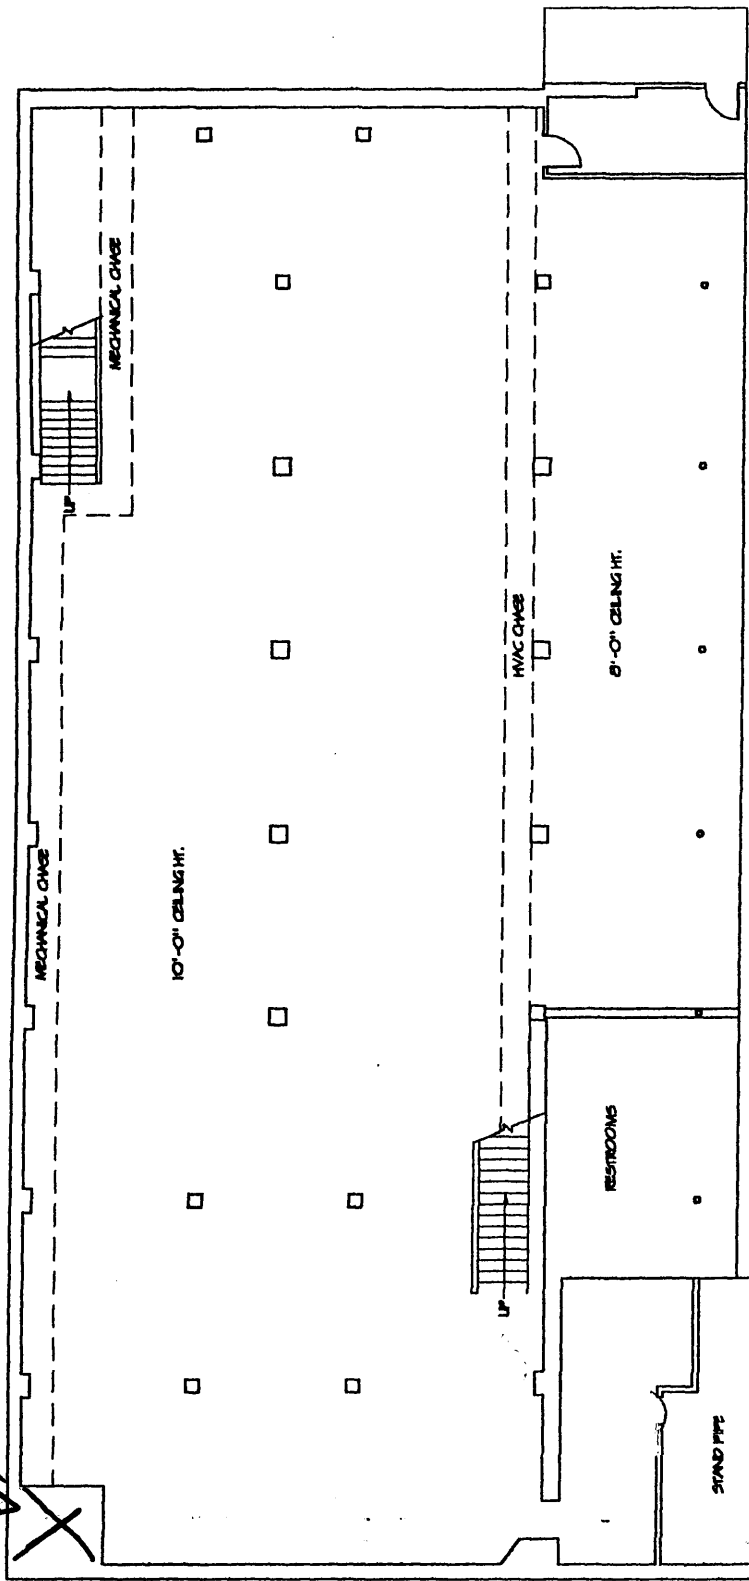 MECHANICAL CHASE
UP
HVAC CHASE
8'-0" CEILING HT.
MECHANICAL CHASE
10'-0" CEILING HT.
RESTROOMS
UP
STAND PIPE